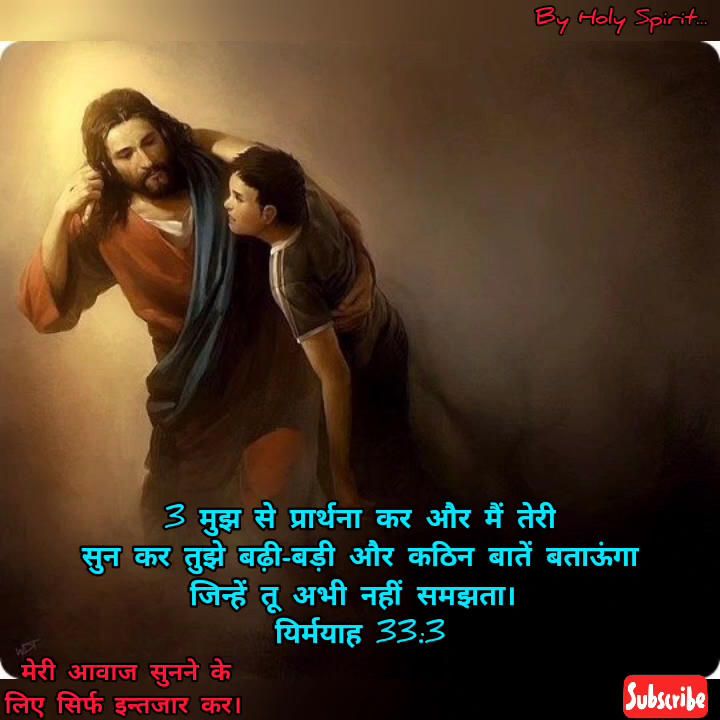 By Holy Spirit...
3 मुझ से प्रार्थना कर और मैं तेरी
सुन कर तुझे बढ़ी-बड़ी और कठिन बातें बताऊंगा
जिन्हें तू अभी नहीं समझता।
यिर्मयाह 33:3
मेरी आवाज सुनने के
लिए सिर्फ इन्तजार कर।
Subscribe